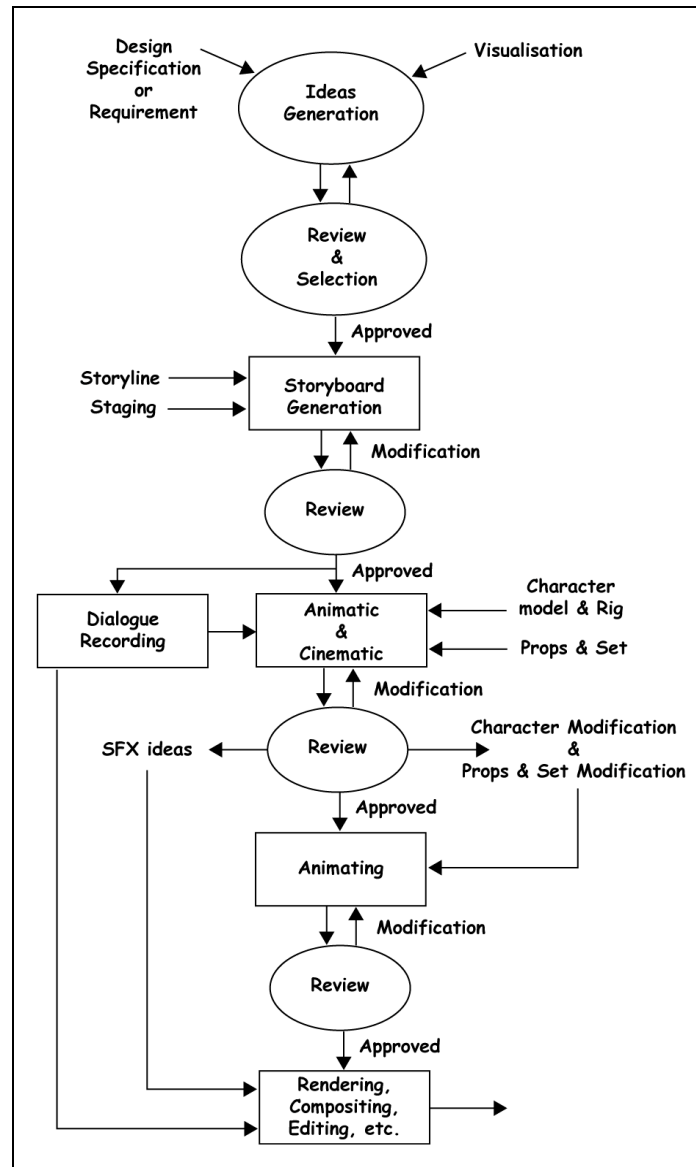 Design
Specification
or
Requirement
Visualisation
Ideas
Generation
Review
&
Selection
Approved
Storyline
Staging
Storyboard
Generation
Modification
Review
Approved
Dialogue
Recording
Animatic
&
Cinematic
Character
model & Rig
Props & Set
Modification
SFX ideas
Review
Character Modification
&
Props & Set Modification
Approved
Animating
Modification
Review
Approved
Rendering,
Compositing,
Editing, etc.